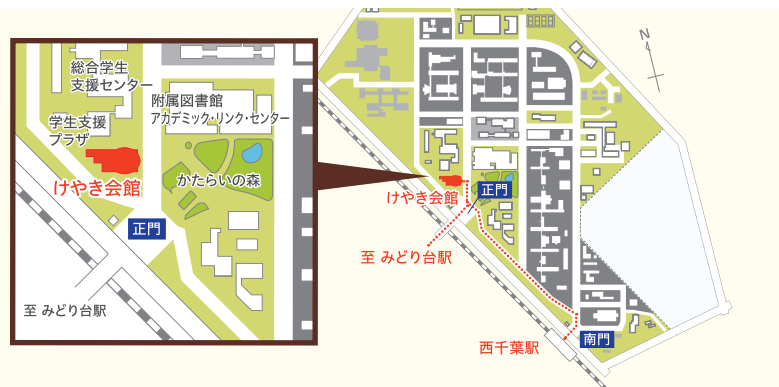 総合学生
支援センター
附属図書館
アカデミック・リンク・センター
学生支援
プラザ
けやき会館
かたらいの森
正門
至 みどり台駅
N
正門
けやき会館
至 みどり台駅
西千葉駅
南門